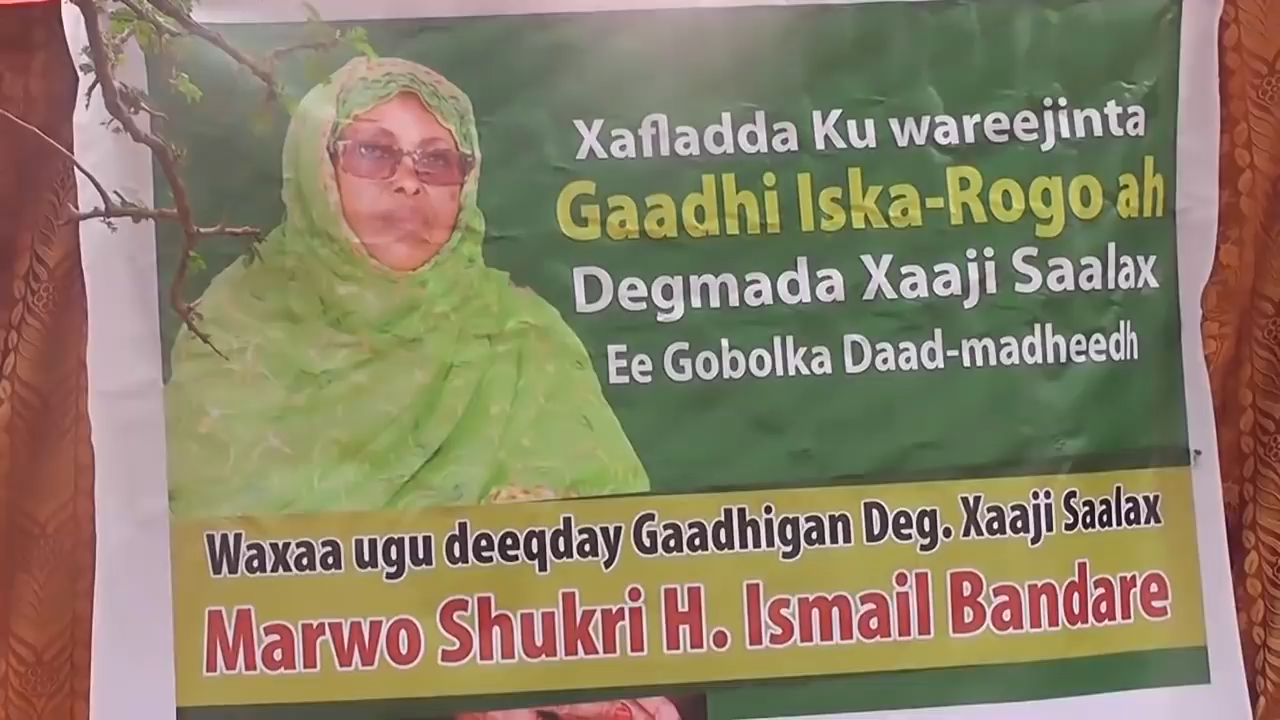 Xafladda Ku wareejinta
Gaadhi Iska-Rogo ah
Degmada Xaaji Saalax
Ee Gobolka Daad-madheedh
Waxaa ugu deeqday Gaadhigan Deg. Xaaji Saalax
Marwo Shukri H. Ismail Bandare